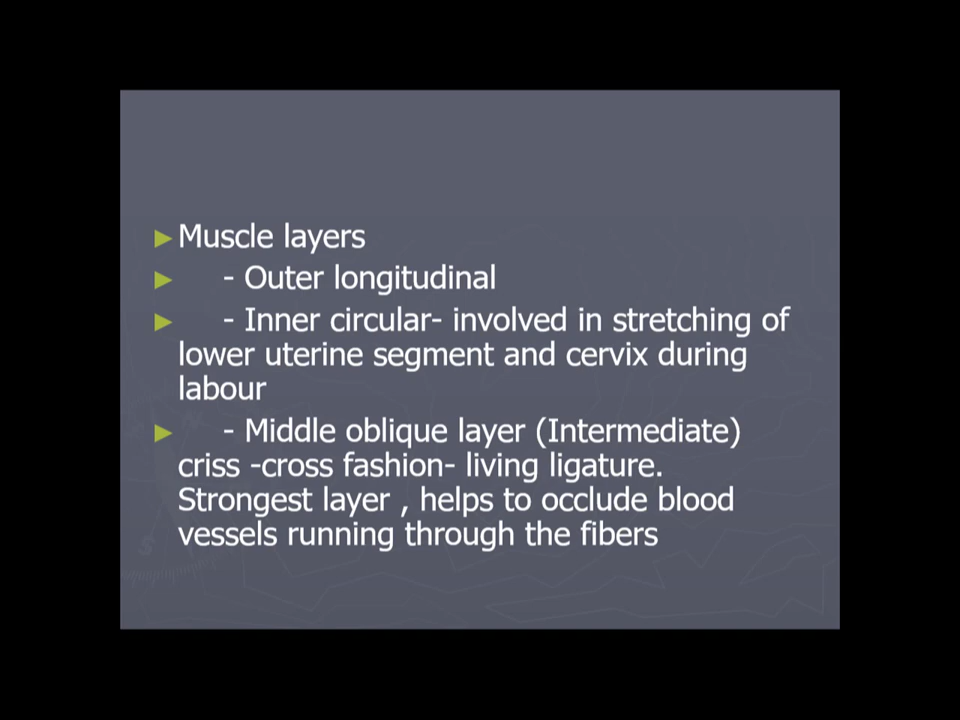 ►Muscle layers
► - Outer longitudinal
► - Inner circular- involved in stretching of
lower uterine segment and cervix during
labour
► - Middle oblique layer (Intermediate)
criss -cross fashion- living ligature.
Strongest layer , helps to occlude blood
vessels running through the fibers